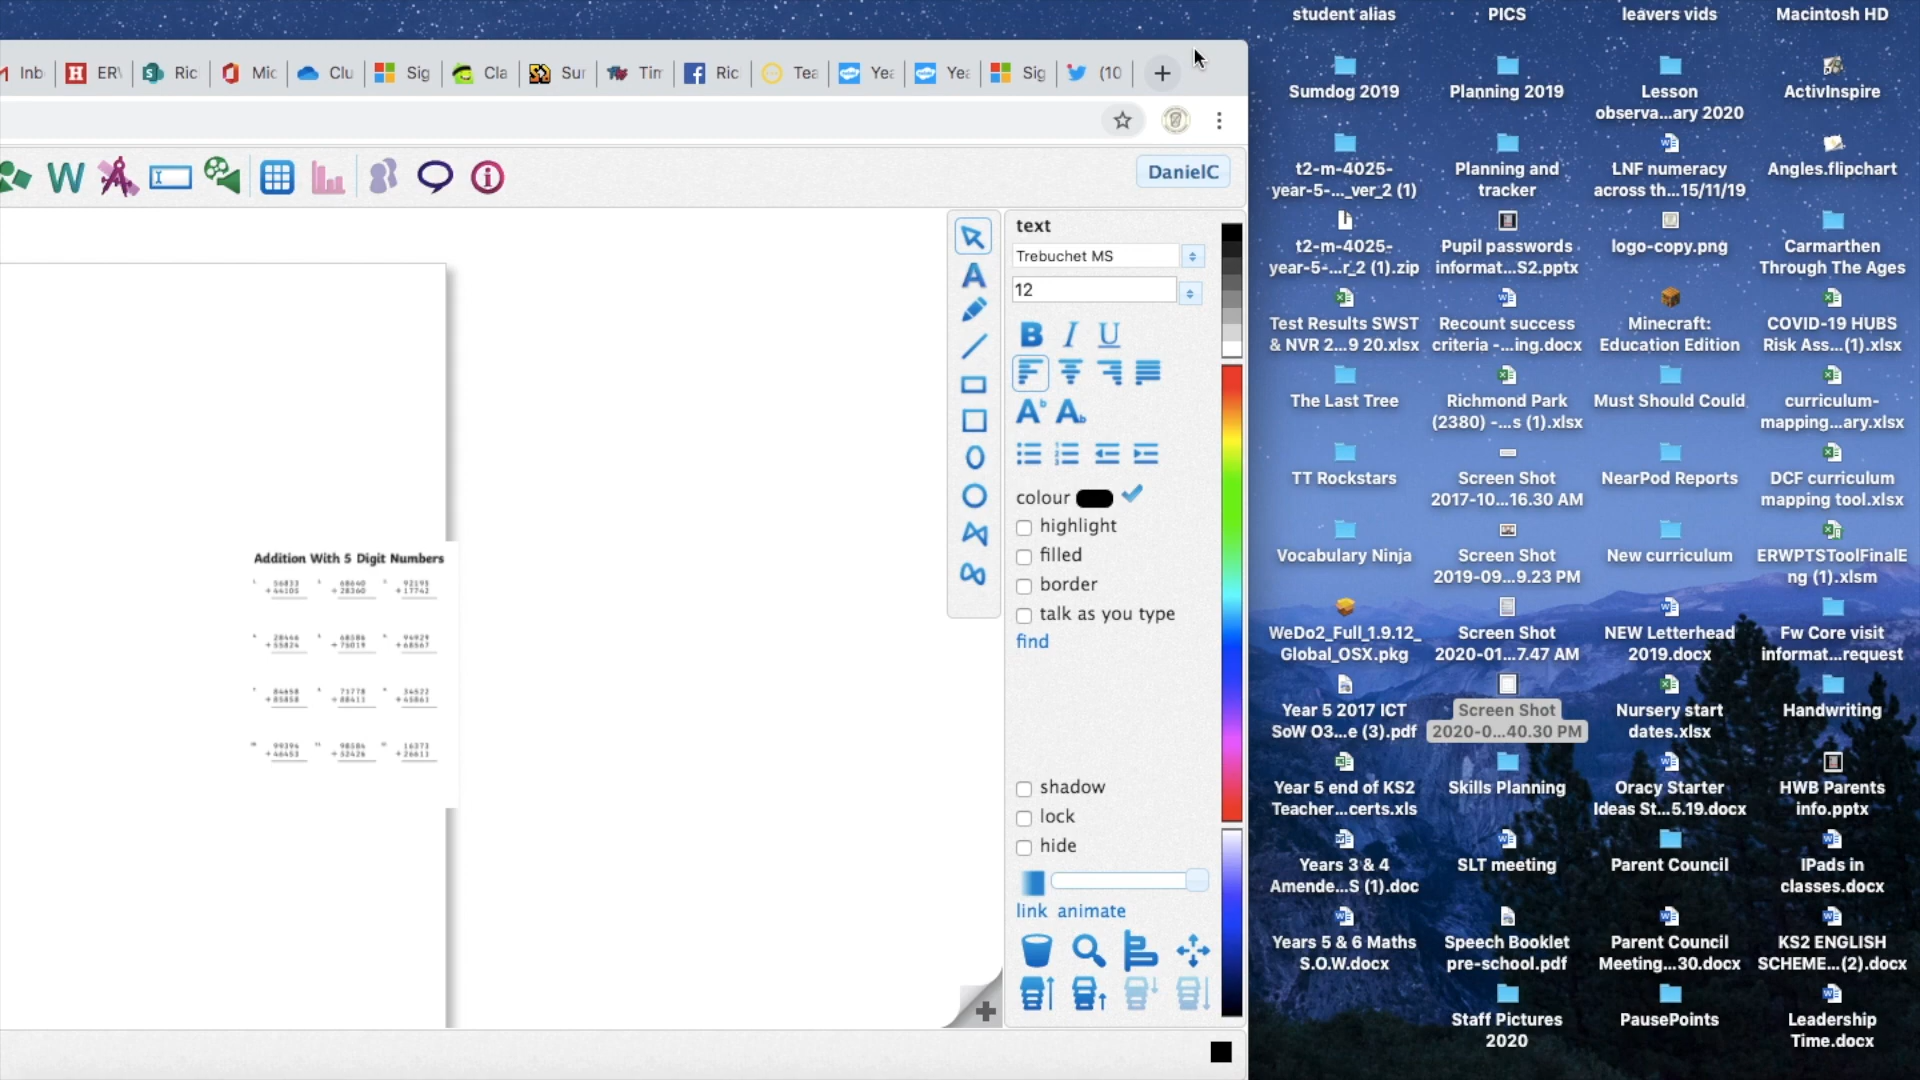 Inb
ER
Ric
Mic
Clu
Sig
Cla
Sur
Tim
Ric
Tea
Yea
Yea
Sig
(10
DanielC
text
Trebuchet MS
12
B I U
colour
highlight
filled
border
talk as you type
find
shadow
lock
hide
link animate
Addition With 5 Digit Numbers
student alias
PICS
leavers vids
Macintosh HD
Sumdog 2019
Planning 2019
Lesson
observa...ary 2020
ActivInspire
t2-m-4025-
year-5-..._ver_2 (1)
Planning and
tracker
LNF numeracy
across th...15/11/19
Angles.flipchart
t2-m-4025-
year-5-...r_2 (1).zip
Pupil passwords
informat...S2.pptx
logo-copy.png
Carmarthen
Through The Ages
Test Results SWST
& NVR 2...9 20.xlsx
Recount success
criteria -...ing.docx
Minecraft:
Education Edition
COVID-19 HUBS
Risk Ass...(1).xlsx
The Last Tree
Richmond Park
(2380) -...s (1).xlsx
Must Should Could
curriculum-
mapping...ary.xlsx
TT Rockstars
Screen Shot
2017-10...16.30 AM
NearPod Reports
DCF curriculum
mapping tool.xlsx
Vocabulary Ninja
Screen Shot
2019-09...9.23 PM
New curriculum
ERWPTSToolFinalE
ng (1).xlsm
WeDo2_Full_1.9.12_
Global_OSX.pkg
Screen Shot
2020-01...7.47 AM
NEW Letterhead
2019.docx
Fw Core visit
informat...request
Year 5 2017 ICT
SoW O3...e (3).pdf
Screen Shot
2020-0...40.30 PM
Nursery start
dates.xlsx
Handwriting
Year 5 end of KS2
Teacher...certs.xls
Skills Planning
Oracy Starter
Ideas St...5.19.docx
HWB Parents
info.pptx
Years 3 & 4
Amende...S (1).doc
SLT meeting
Parent Council
IPads in
classes.docx
Years 5 & 6 Maths
S.O.W.docx
Speech Booklet
pre-school.pdf
Parent Council
Meeting...30.docx
KS2 ENGLISH
SCHEME...(2).docx
Staff Pictures
2020
PausePoints
Leadership
Time.docx